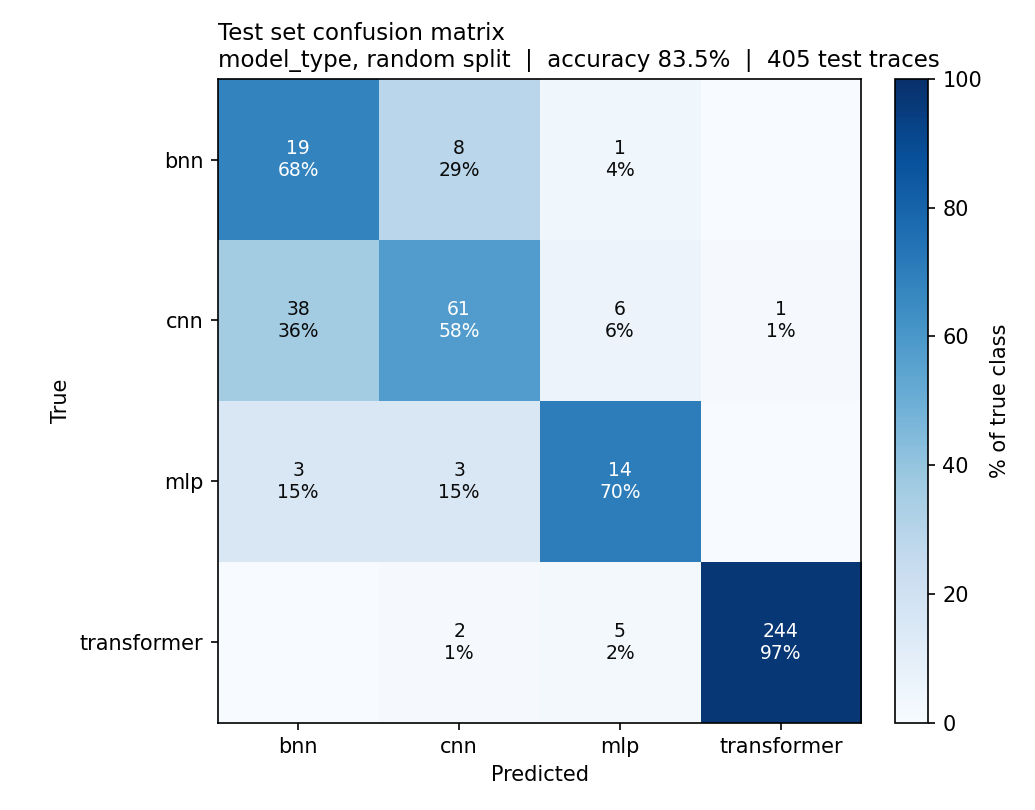 Test set confusion matrix
model_type, random split | accuracy 83.5% | 405 test traces
100
80
60
40
20
0
% of true class
True
bnn
19
68%
8
29%
1
4%
cnn
38
36%
61
58%
6
6%
1
1%
mlp
3
15%
3
15%
14
70%
transformer
2
1%
5
2%
244
97%
bnn
cnn
mlp
transformer
Predicted